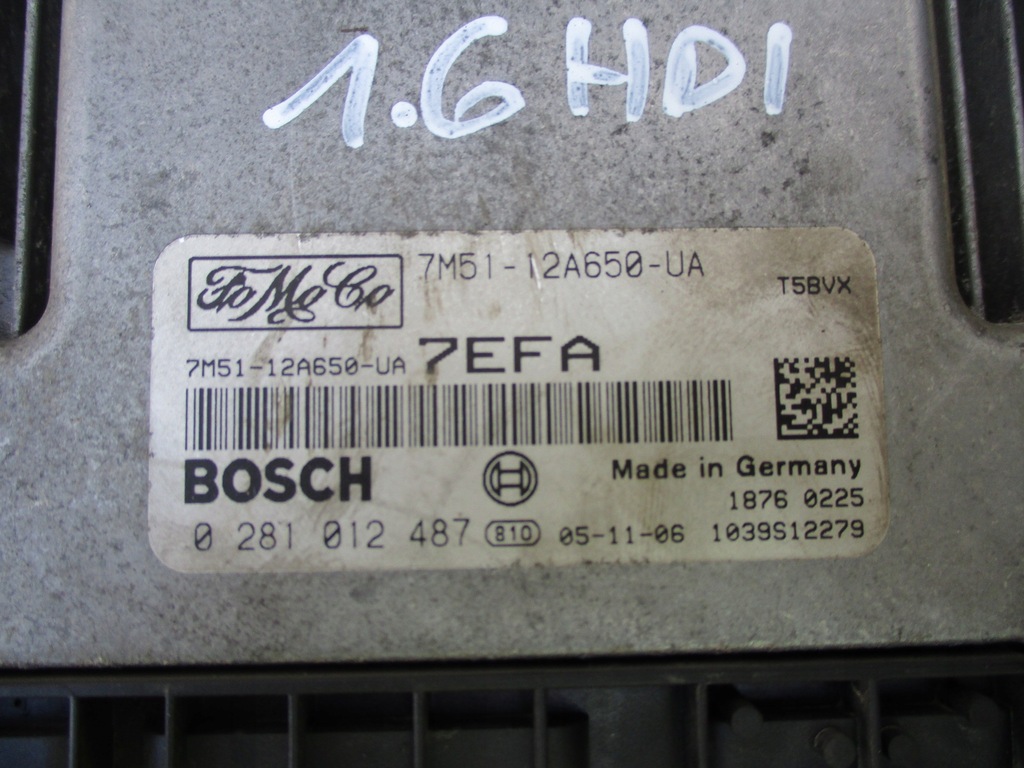 1.6 HDI
FoMoCo 7M51-12A650-UA
T5BVX
7M51-12A650-UA 7EFA
BOSCH Made in Germany
1876 0225
0 281 012 487 810 05-11-06 1039S12279